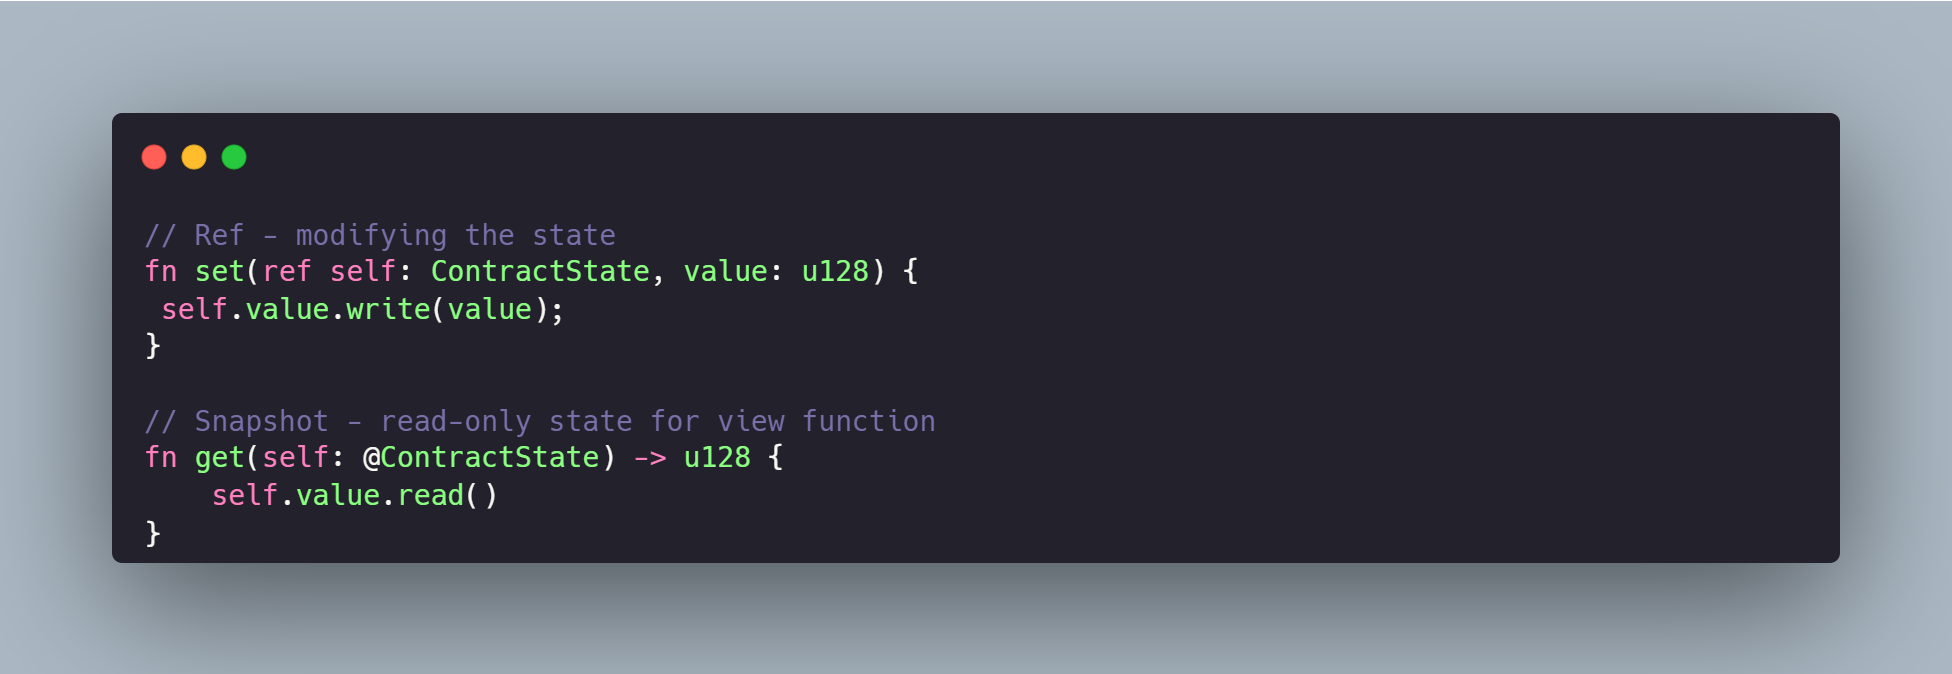 // Ref - modifying the state
fn set(ref self: ContractState, value: u128) {
 self.value.write(value);
}

// Snapshot - read-only state for view function
fn get(self: @ContractState) -> u128 {
    self.value.read()
}